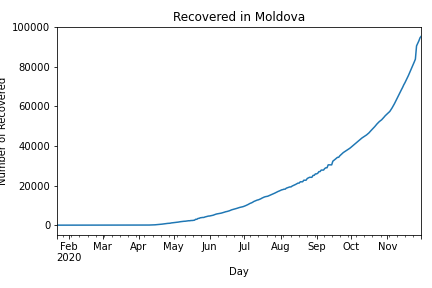 Recovered in Moldova
100000
80000
60000
40000
20000
0
Number of Recovered
Feb Mar Apr May Jun Jul Aug Sep Oct Nov
2020
Day